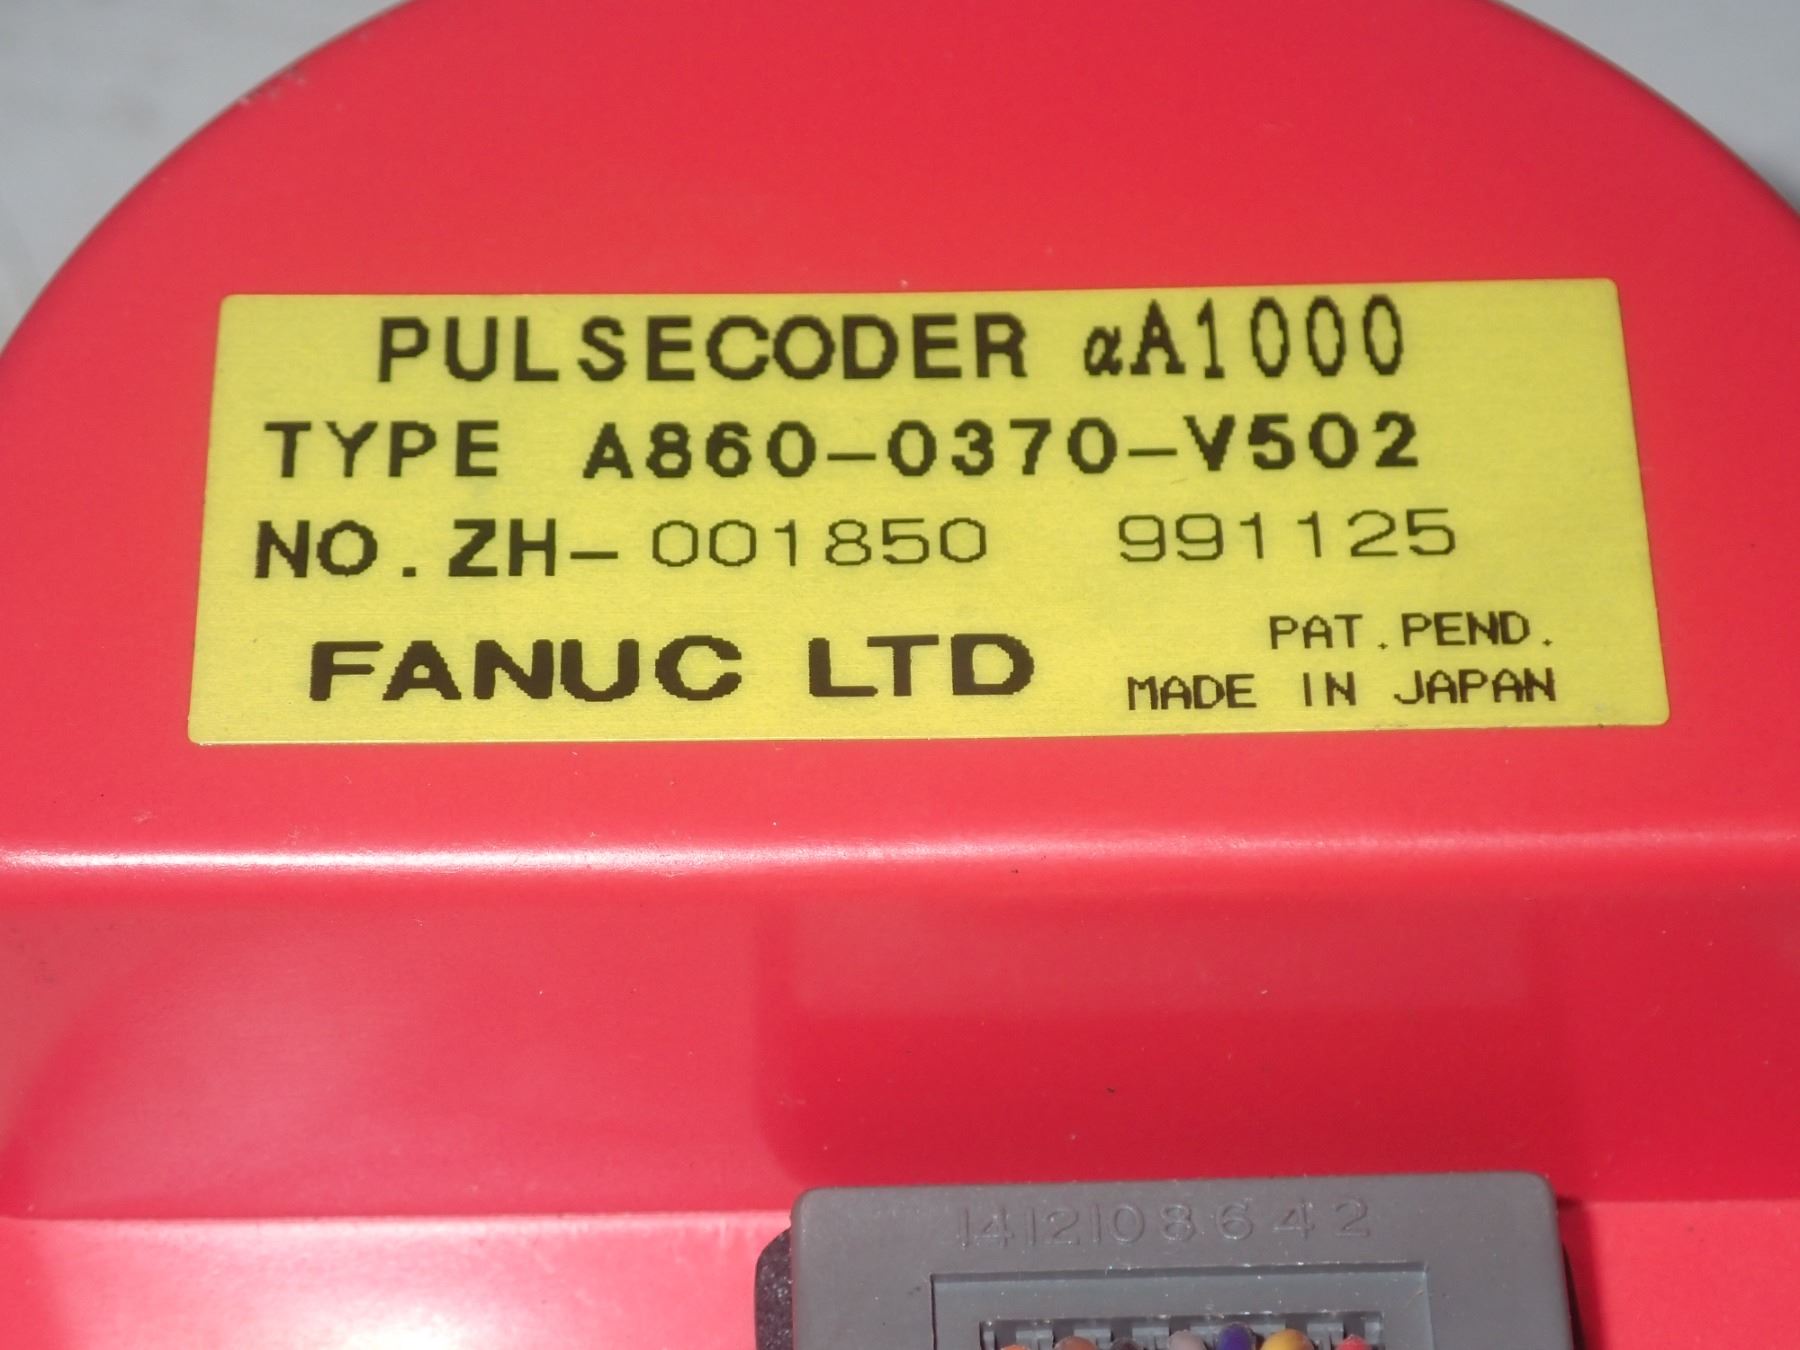 PULSECODER αA1000
TYPE A860-0370-V502
NO.ZH-001850 991125
FANUC LTD
PAT.PEND.
MADE IN JAPAN
14 12 10 8 6 4 2